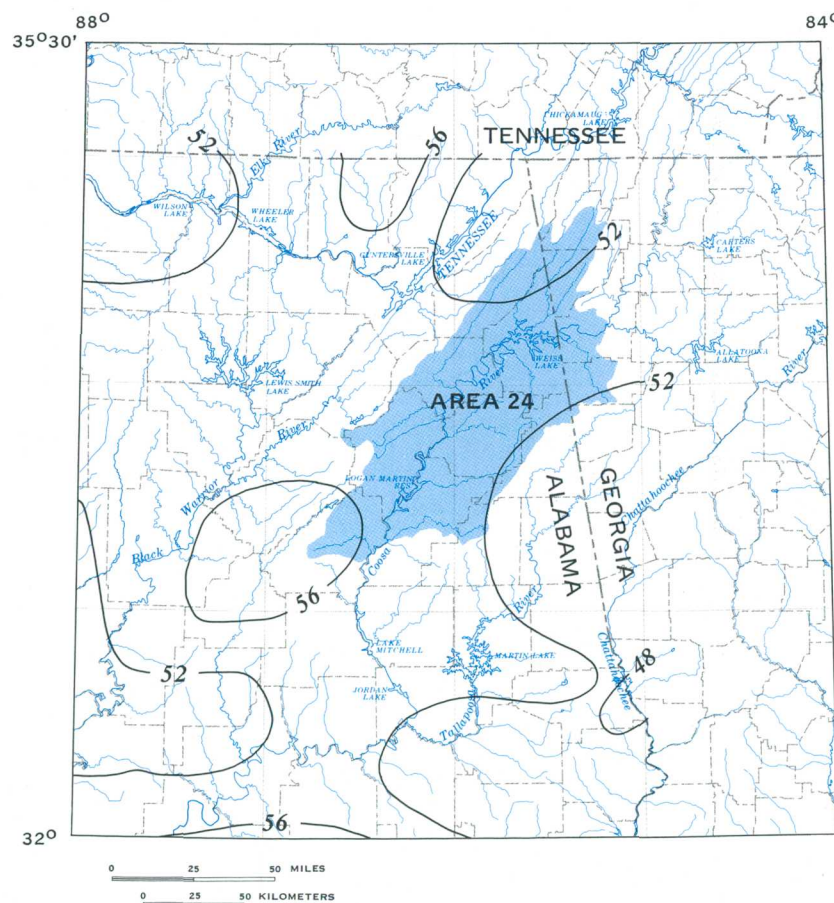 88°
84°
35°30'
TENNESSEE
CHICKAMAUGA
LAKE
52
56
Elk River
WILSON
LAKE
WHEELER
LAKE
GUNTERSVILLE
LAKE
TENNESSEE
52
CARTERS
LAKE
WEISS
LAKE
ALLATOONA
LAKE
River
LEWIS SMITH
LAKE
River
AREA 24
52
River
LOGAN MARTIN
RES
Warrior
Black
GEORGIA
ALABAMA
Chattahoochee
Coosa
River
56
LAKE
MITCHELL
MARTIN LAKE
JORDAN
LAKE
Tallapoosa
Chattahoochee
48
52
56
32°
0 25 50 MILES
0 25 50 KILOMETERS